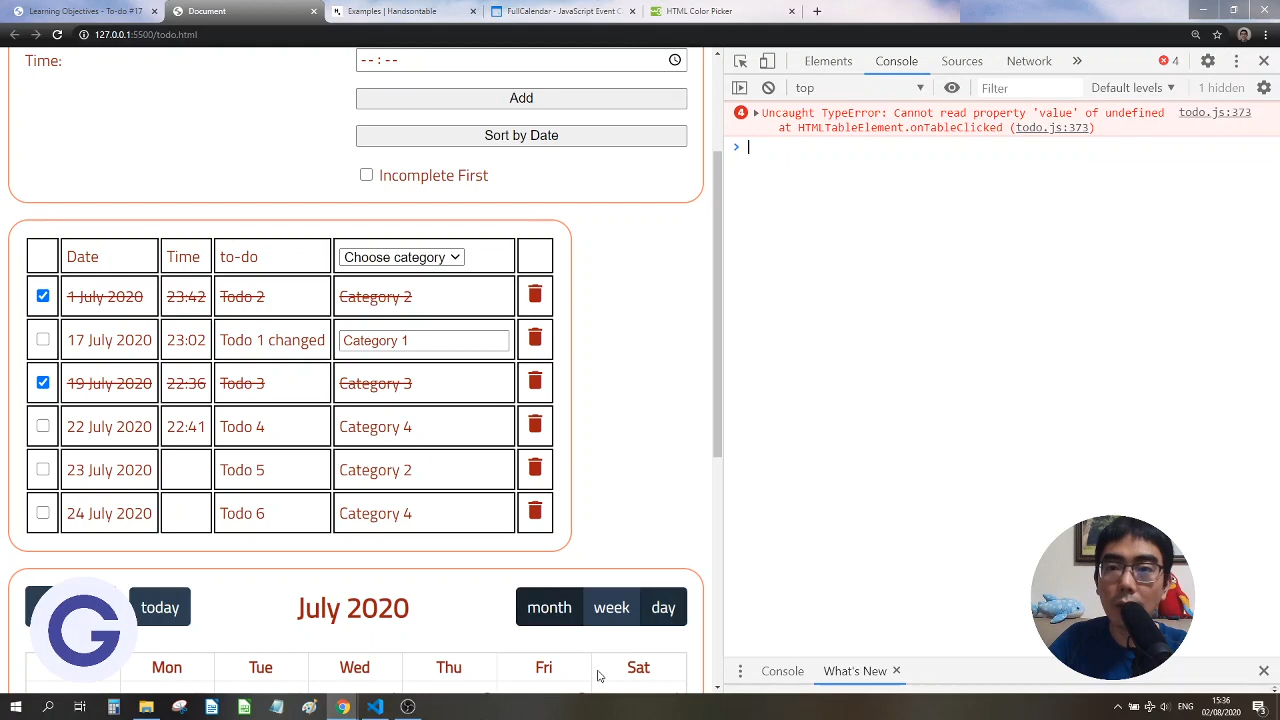 Learning Objectives - To-do #17
Document
Examples | Handsontable
FullCalendar - JavaScript Event C
HTML Color Picker
127.0.0.1:5500/todo.html
Time:
--:--
Add
Sort by Date
Incomplete First
Date Time to-do Choose category
1 July 2020 23:42 Todo 2 Category 2
17 July 2020 23:02 Todo 1 changed Category 1
19 July 2020 22:36 Todo 3 Category 3
22 July 2020 22:41 Todo 4 Category 4
23 July 2020 Todo 5 Category 2
24 July 2020 Todo 6 Category 4
today
July 2020
month week day
Mon Tue Wed Thu Fri Sat
G
Elements Console Sources Network 4
top Filter Default levels 1 hidden
4 Uncaught TypeError: Cannot read property 'value' of undefined todo.js:373
at HTMLTableElement.onTableClicked (todo.js:373)
Console What's New
ENG 15:36
02/08/2020